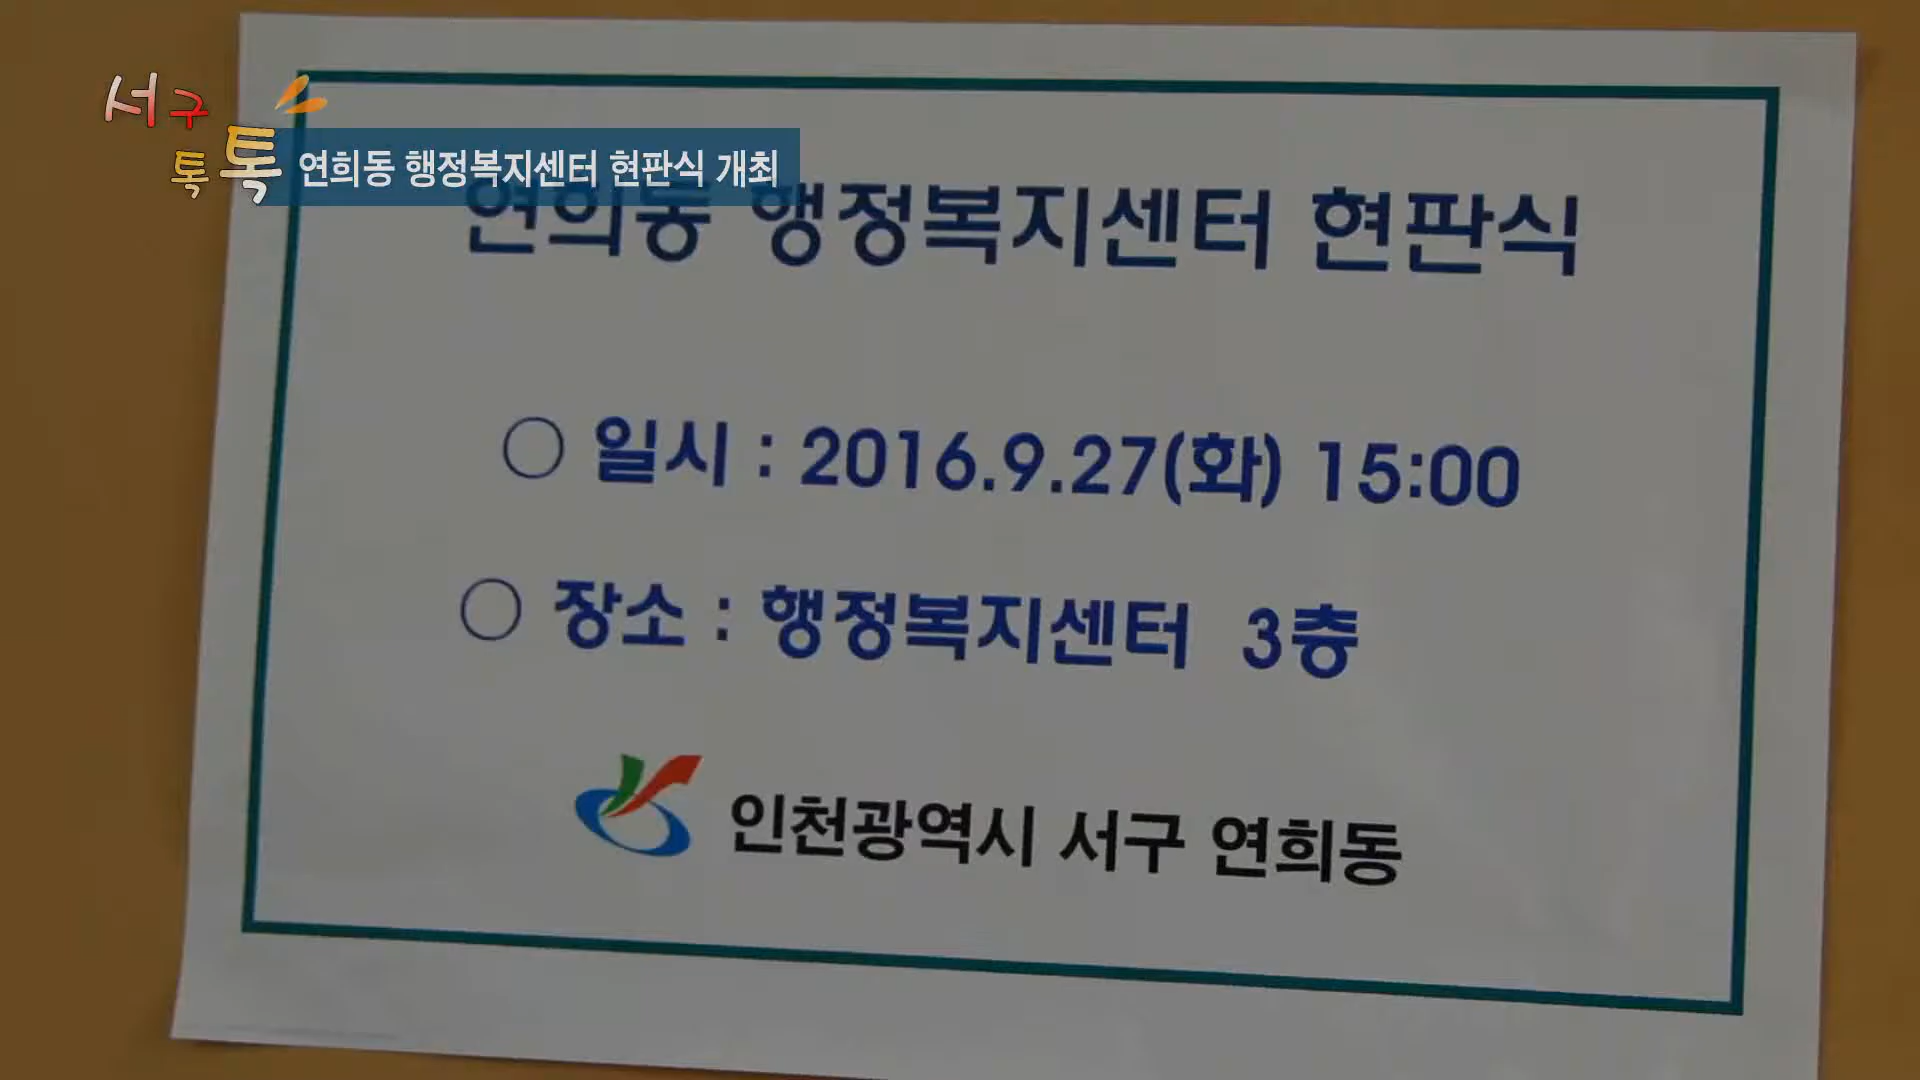 서구
톡톡 연희동 행정복지센터 현판식 개최
연희동 행정복지센터 현판식
○ 일시 : 2016.9.27(화) 15:00
○ 장소 : 행정복지센터 3층
인천광역시 서구 연희동